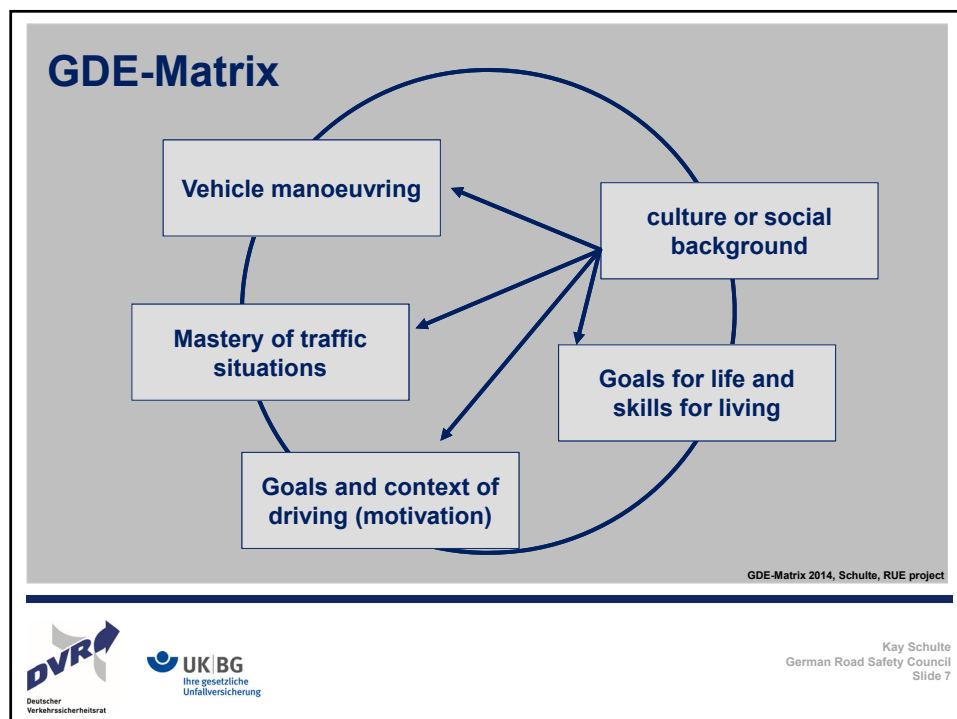 GDE-Matrix
Vehicle manoeuvring
culture or social
background
Mastery of traffic
situations
Goals for life and
skills for living
Goals and context of
driving (motivation)
GDE-Matrix 2014, Schulte, RUE project
DVR
Deutscher
Verkehrssicherheitsrat
UK|BG
Ihre gesetzliche
Unfallversicherung
Kay Schulte
German Road Safety Council
Slide 7